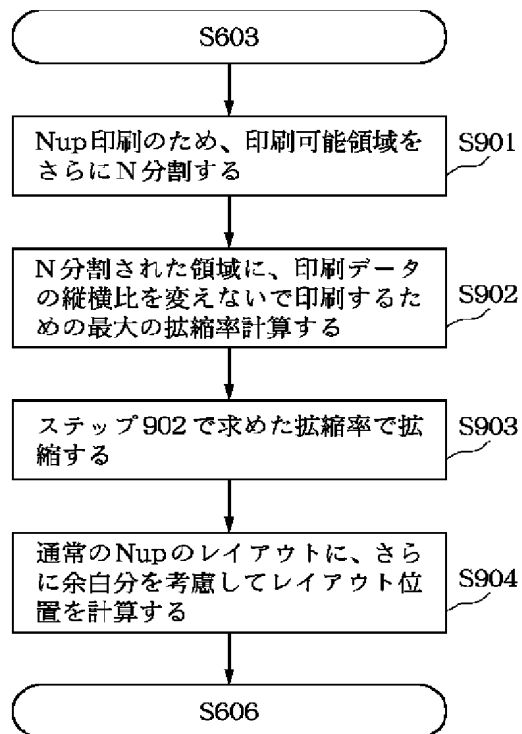 S603
Nup印刷のため、印刷可能領域を
さらにN分割する
S901
N分割された領域に、印刷データ
の縦横比を変えないで印刷するた
めの最大の拡縮率計算する
S902
ステップ902で求めた拡縮率で拡
縮する
S903
通常のNupのレイアウトに、さら
に余白分を考慮してレイアウト位
置を計算する
S904
S606